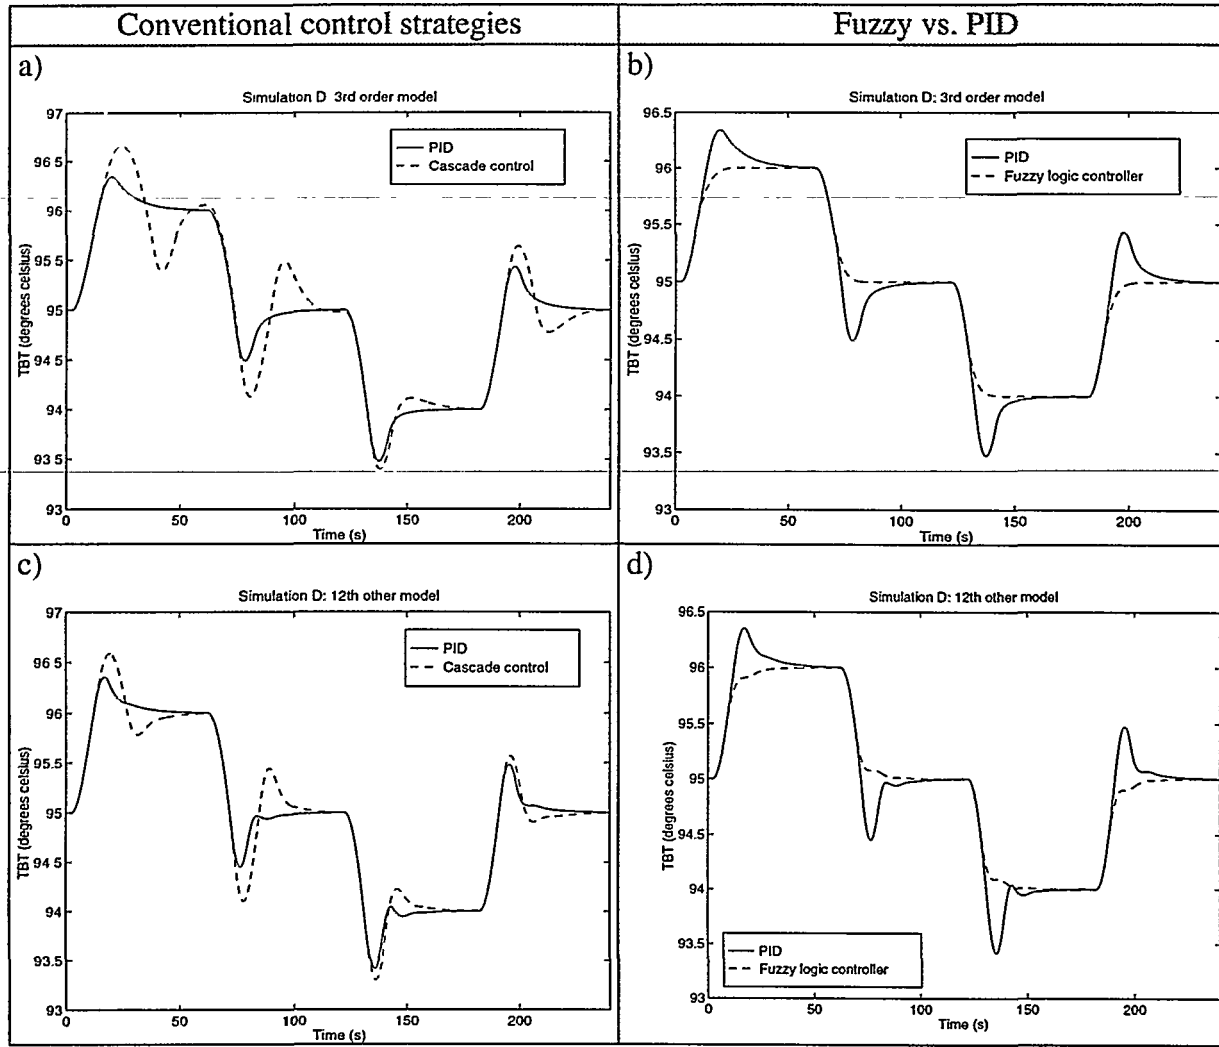 Conventional control strategies
Fuzzy vs. PID
a)
Simulation D 3rd order model
97
96 5
96
95 5
95
94 5
94
93 5
93
TBT (degrees celsius)
PID
Cascade control
0
50
100
150
200
Time (s)
b)
Simulation D: 3rd order model
96.5
96
95.5
95
94.5
94
93.5
93
TBT (degrees celsius)
PID
Fuzzy logic controller
0
50
100
150
200
Time (s)
c)
Simulation D: 12th other model
97
96 5
96
95 5
95
94 5
94
93.5
93
TBT (degrees celsius)
PID
Cascade control
0
50
100
150
200
Time (s)
d)
Simulation D: 12th other model
96.5
96
95.5
95
94.5
94
93.5
93
TBT (degrees celsius)
PID
Fuzzy logic controller
0
50
100
150
200
Time (s)